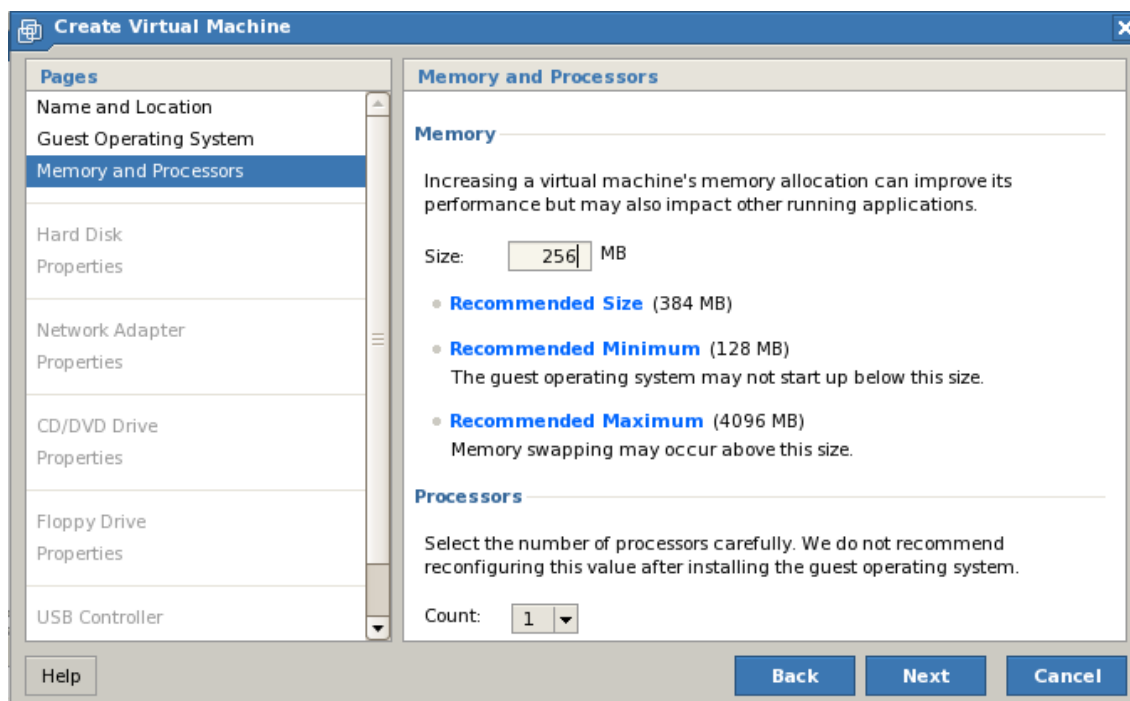 Create Virtual Machine
Pages
Name and Location
Guest Operating System
Memory and Processors
Hard Disk
Properties
Network Adapter
Properties
CD/DVD Drive
Properties
Floppy Drive
Properties
USB Controller
Memory and Processors
Memory
Increasing a virtual machine's memory allocation can improve its
performance but may also impact other running applications.
Size: 256 MB
Recommended Size (384 MB)
Recommended Minimum (128 MB)
The guest operating system may not start up below this size.
Recommended Maximum (4096 MB)
Memory swapping may occur above this size.
Processors
Select the number of processors carefully. We do not recommend
reconfiguring this value after installing the guest operating system.
Count: 1
Help
Back
Next
Cancel